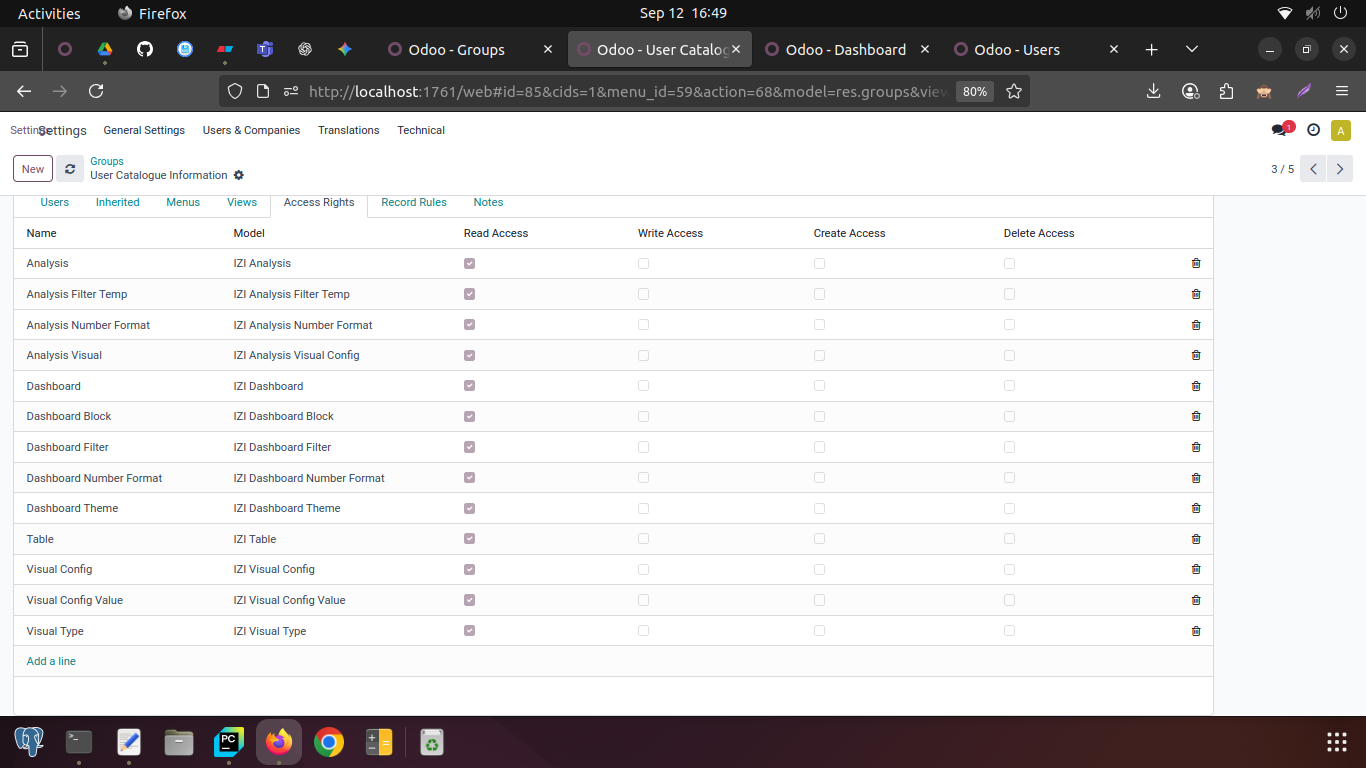 Activities Firefox Sep 12 16:49
Odoo - Groups Odoo - User Catalog Odoo - Dashboard Odoo - Users
http://localhost:1761/web#id=85&cids=1&menu_id=59&action=68&model=res.groups&view 80%
Settings Settings General Settings Users & Companies Translations Technical 1 A
New Groups
User Catalogue Information 3 / 5
Users Inherited Menus Views Access Rights Record Rules Notes
Name Model Read Access Write Access Create Access Delete Access
Analysis IZI Analysis
Analysis Filter Temp IZI Analysis Filter Temp
Analysis Number Format IZI Analysis Number Format
Analysis Visual IZI Analysis Visual Config
Dashboard IZI Dashboard
Dashboard Block IZI Dashboard Block
Dashboard Filter IZI Dashboard Filter
Dashboard Number Format IZI Dashboard Number Format
Dashboard Theme IZI Dashboard Theme
Table IZI Table
Visual Config IZI Visual Config
Visual Config Value IZI Visual Config Value
Visual Type IZI Visual Type
Add a line
PC